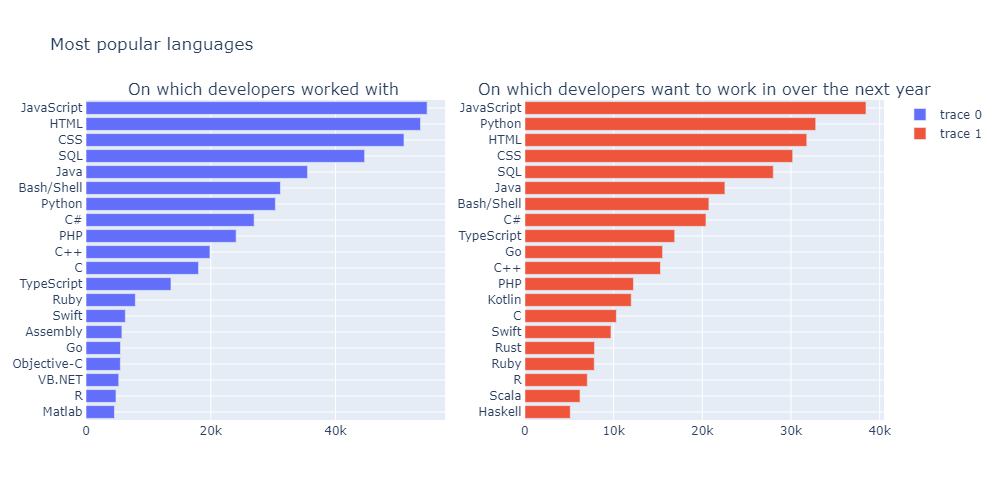 Most popular languages
On which developers worked with
JavaScript
HTML
CSS
SQL
Java
Bash/Shell
Python
C#
PHP
C++
C
TypeScript
Ruby
Swift
Assembly
Go
Objective-C
VB.NET
R
Matlab
0 20k 40k
On which developers want to work in over the next year
JavaScript
Python
HTML
CSS
SQL
Java
Bash/Shell
C#
TypeScript
Go
C++
PHP
Kotlin
C
Swift
Rust
Ruby
R
Scala
Haskell
0 10k 20k 30k 40k
trace 0
trace 1